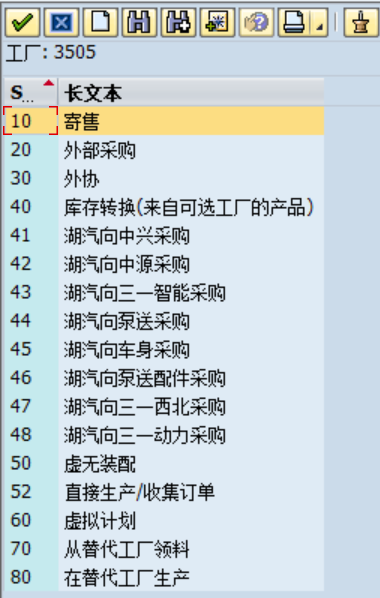 工厂: 3505
S... 长文本
10 寄售
20 外部采购
30 外协
40 库存转换(来自可选工厂的产品)
41 湖汽向中兴采购
42 湖汽向中源采购
43 湖汽向三一智能采购
44 湖汽向泵送采购
45 湖汽向车身采购
46 湖汽向泵送配件采购
47 湖汽向三一西北采购
48 湖汽向三一动力采购
50 虚无装配
52 直接生产/收集订单
60 虚拟计划
70 从替代工厂领料
80 在替代工厂生产